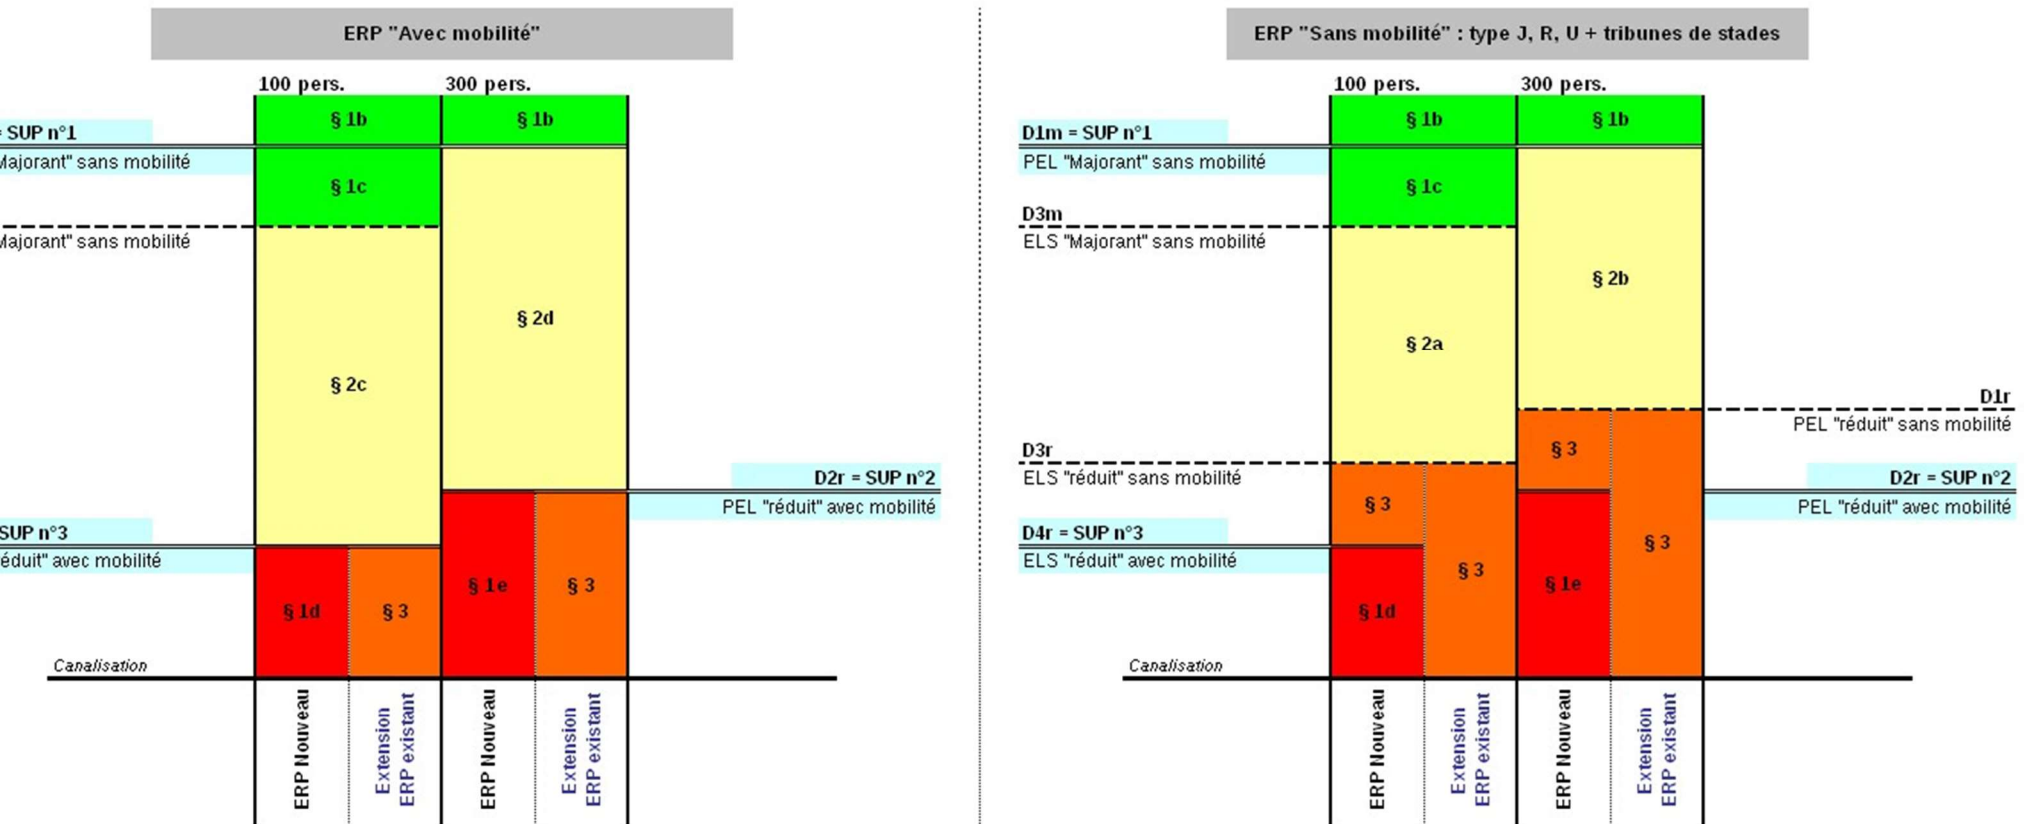 ERP "Avec mobilité"
100 pers. 300 pers.
§ 1b § 1b
= SUP n°1
Majorant" sans mobilité
§ 1c
Majorant" sans mobilité
§ 2d
§ 2c
D2r = SUP n°2
PEL "réduit" avec mobilité
SUP n°3
éduit" avec mobilité
§ 1e § 3
§ 1d § 3
Canalisation
ERP Nouveau
Extension
ERP existant
ERP Nouveau
Extension
ERP existant
ERP "Sans mobilité" : type J, R, U + tribunes de stades
100 pers. 300 pers.
§ 1b § 1b
D1m = SUP n°1
PEL "Majorant" sans mobilité
§ 1c
D3m
ELS "Majorant" sans mobilité
§ 2b
§ 2a
D1r
PEL "réduit" sans mobilité
D3r
§ 3
ELS "réduit" sans mobilité
D2r = SUP n°2
§ 3
PEL "réduit" avec mobilité
D4r = SUP n°3
§ 3
ELS "réduit" avec mobilité
§ 3
§ 1e
§ 1d
Canalisation
ERP Nouveau
Extension
ERP existant
ERP Nouveau
Extension
ERP existant